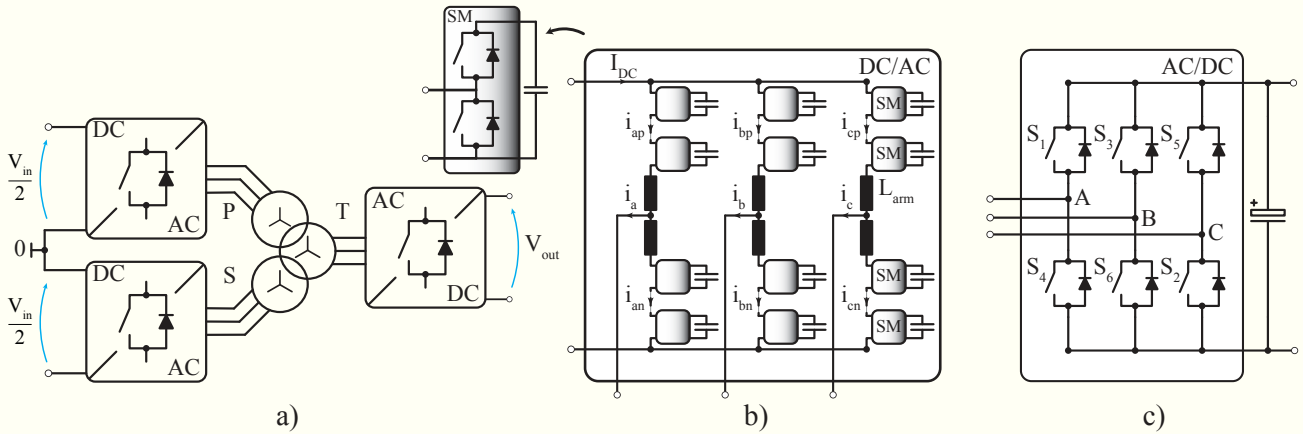 DC
V_in/2
AC
P
0
S
DC
V_in/2
AC
T
AC
DC
V_out
a)
SM
DC/AC
I_DC
SM
i_ap
i_bp
i_cp
SM
i_a
i_b
i_c
L_arm
SM
i_an
i_bn
i_cn
SM
b)
AC/DC
S_1
S_3
S_5
A
B
C
+
S_4
S_6
S_2
c)